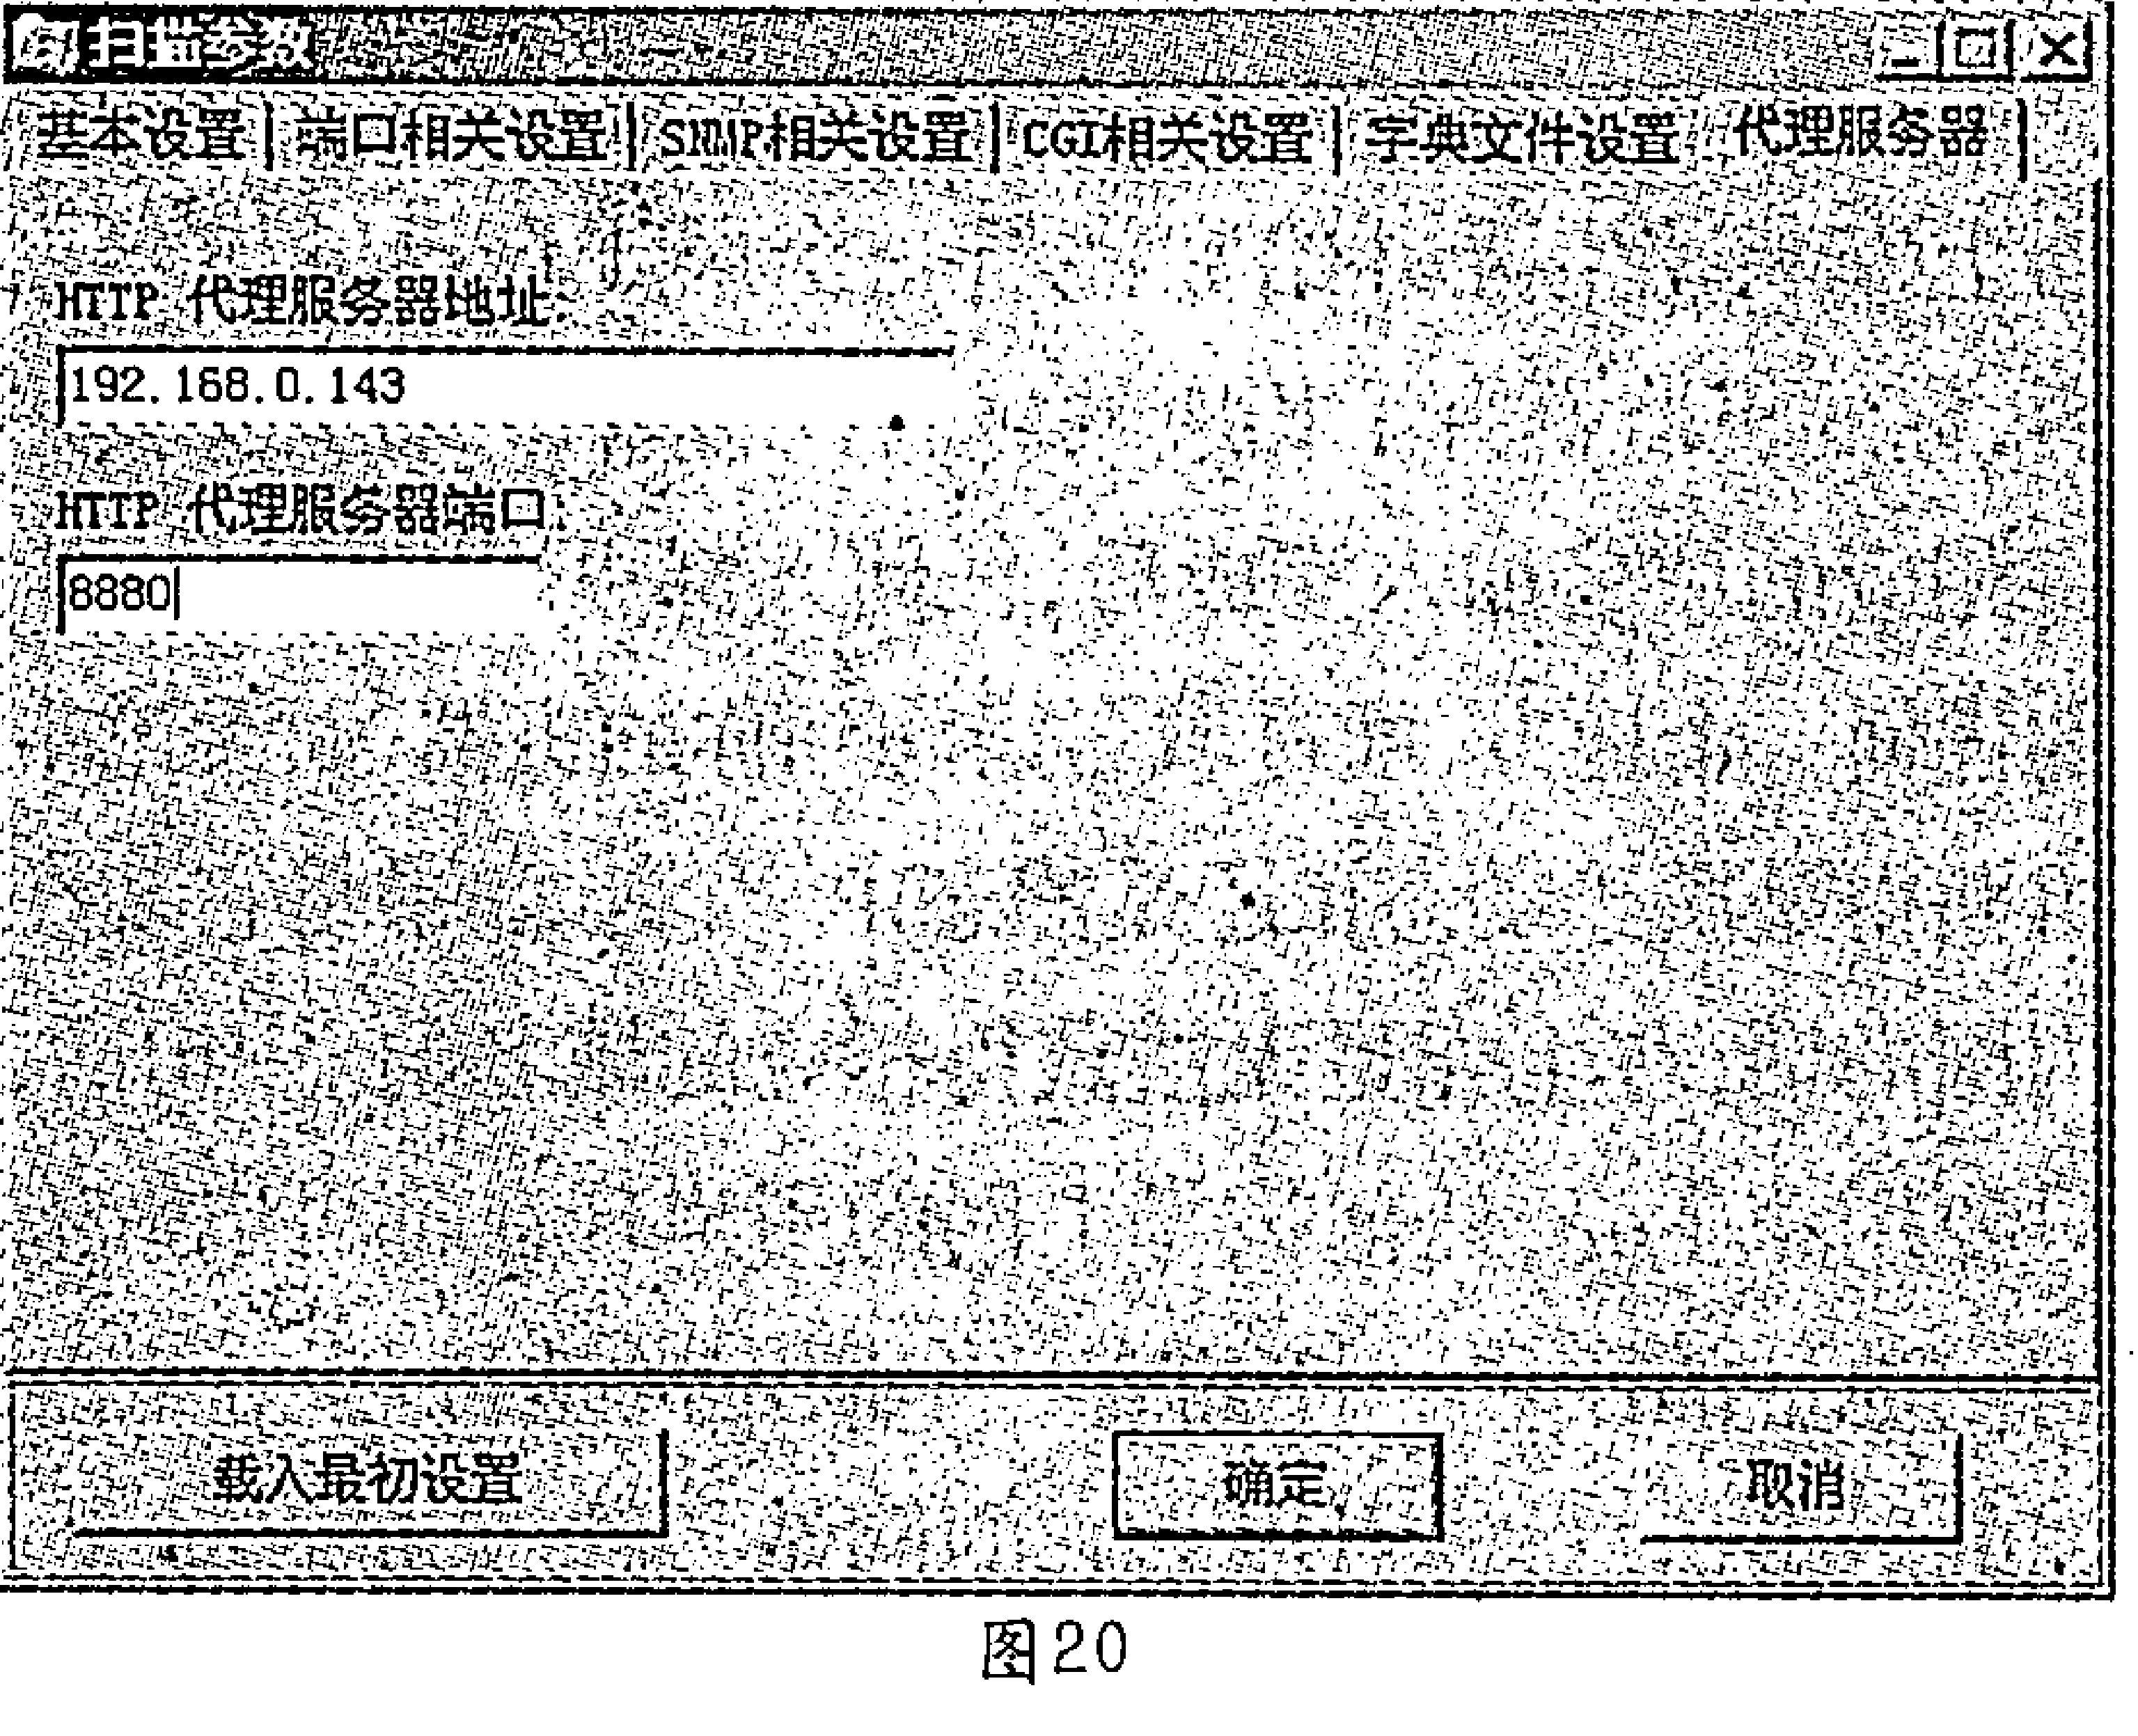 扫描参数
基本设置 端口相关设置 SNMP相关设置 CGI相关设置 字典文件设置 代理服务器
HTTP 代理服务器地址:
192.168.0.143
HTTP 代理服务器端口:
8880
载入最初设置 确定 取消
图20